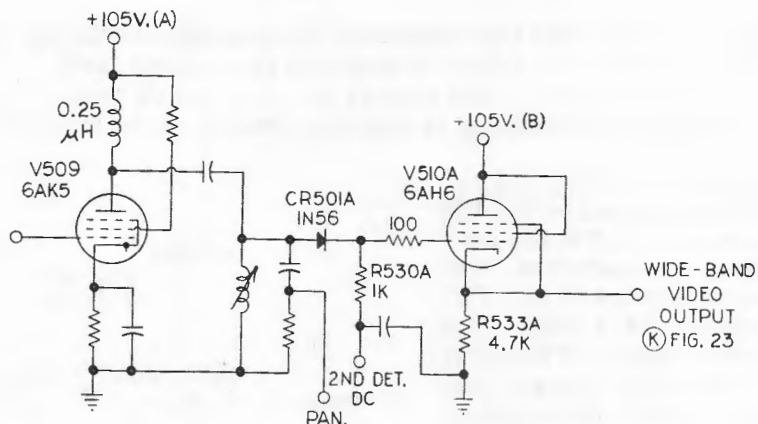 +105V. (A)
0.25
μH
V509
6AK5
CR501A
1N56
100
R530A
1K
2ND DET.
DC
PAN.
+105V. (B)
V510A
6AH6
R533A
4.7K
WIDE-BAND
VIDEO
OUTPUT
Ⓚ FIG. 23